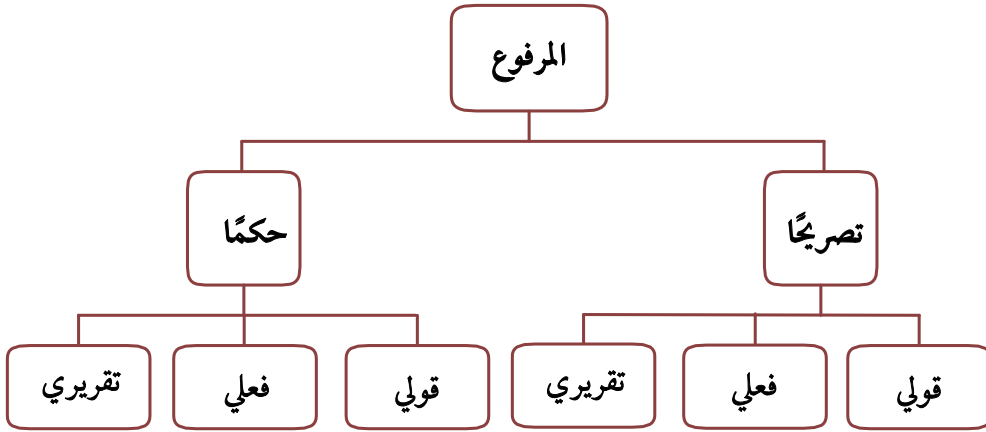 المرفوع
تصريحًا
حكمًا
قولي
فعلي
تقريري
قولي
فعلي
تقريري